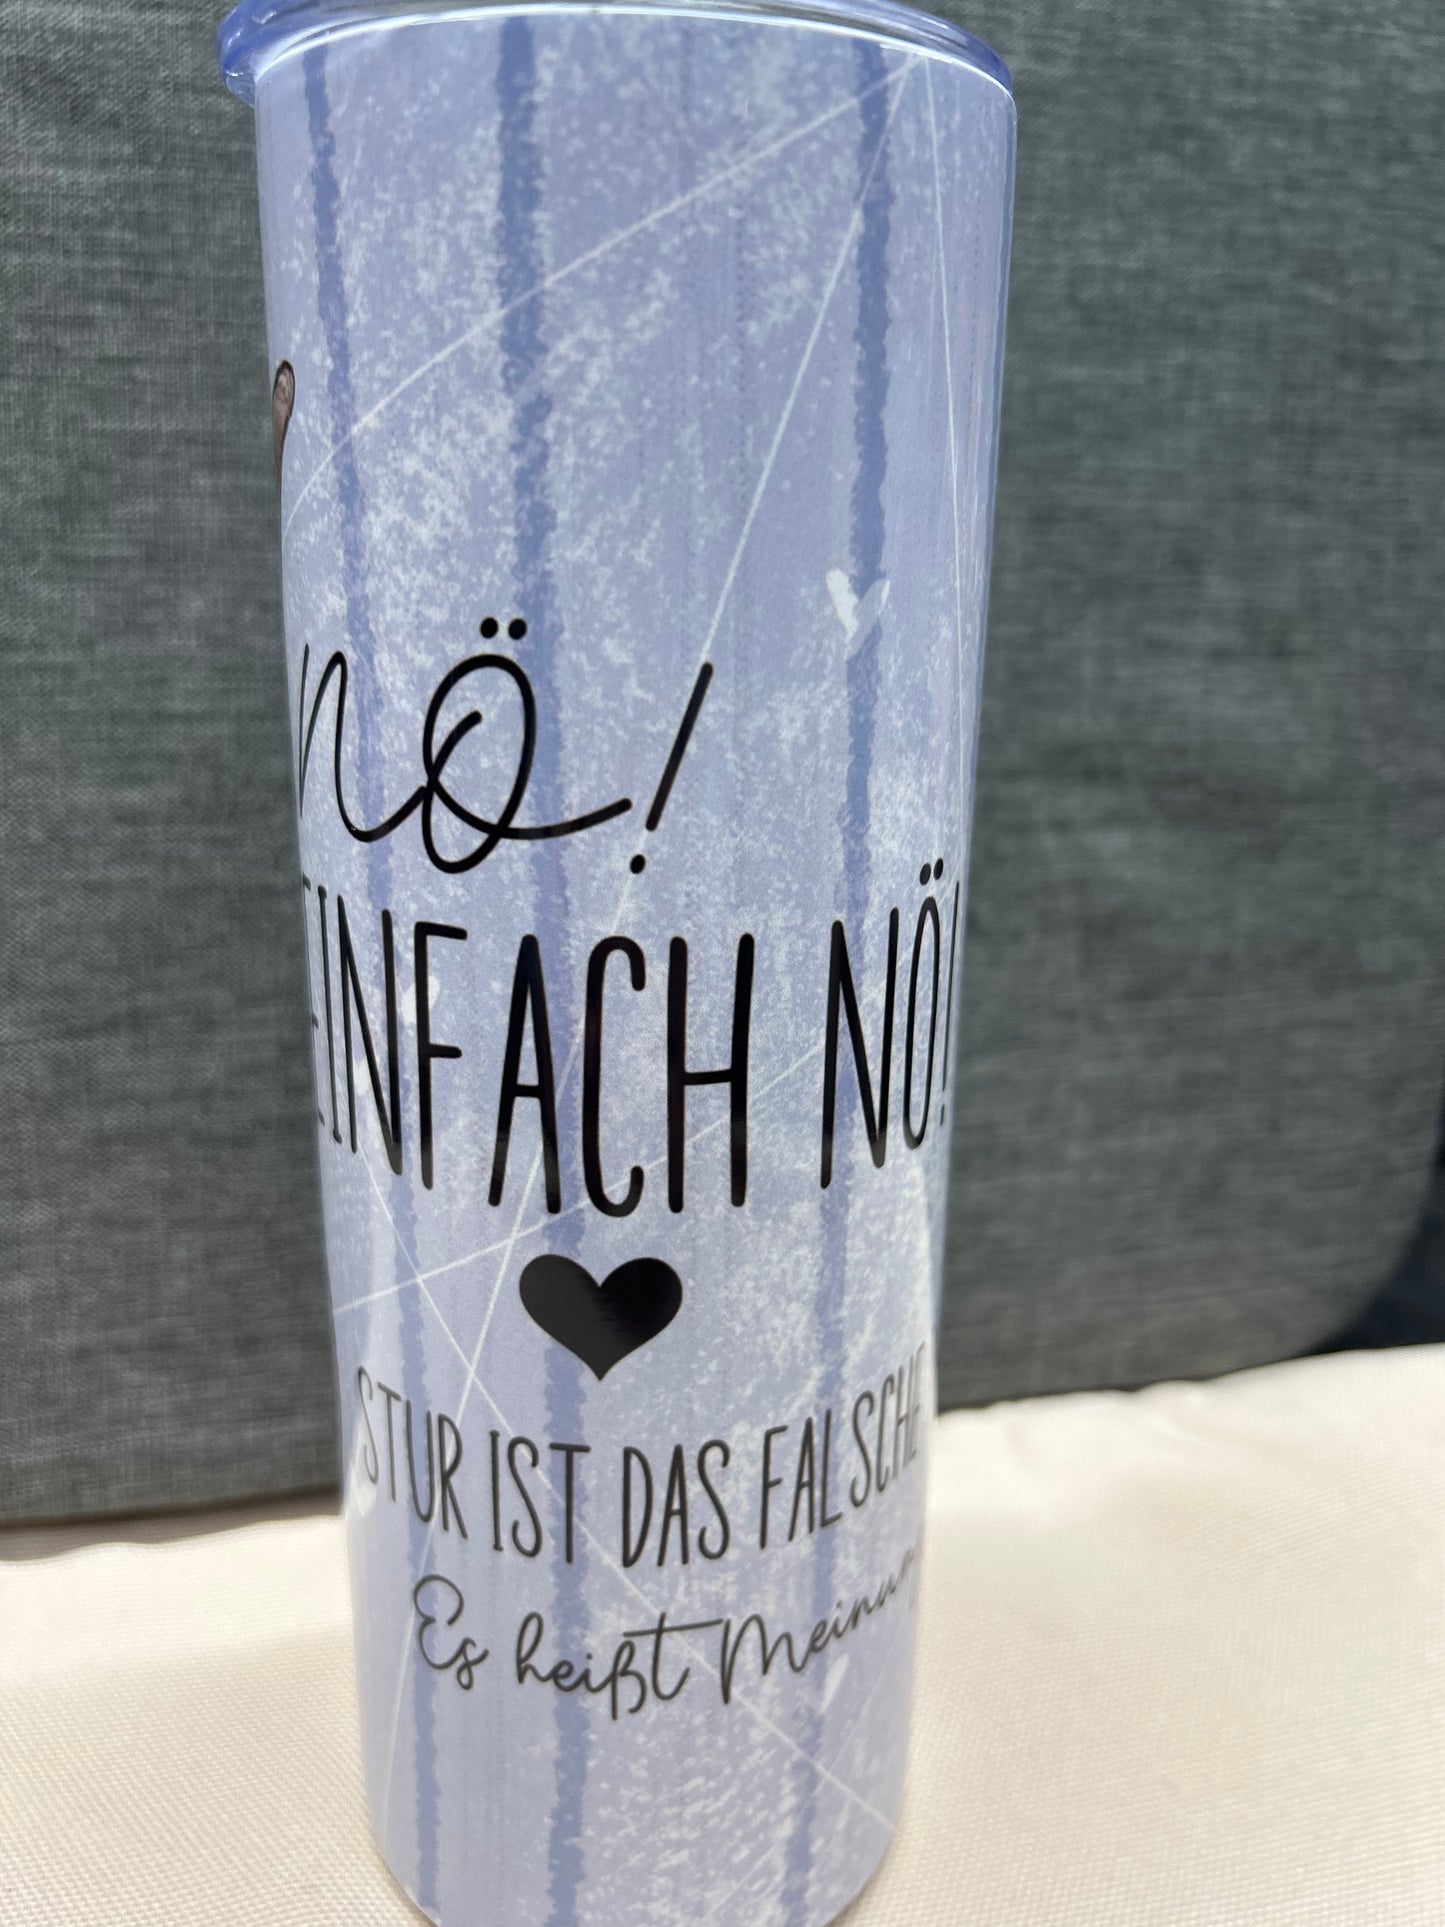 nö!
EINFACH NÖ!
STUR IST DAS FALSCHE
Es heißt